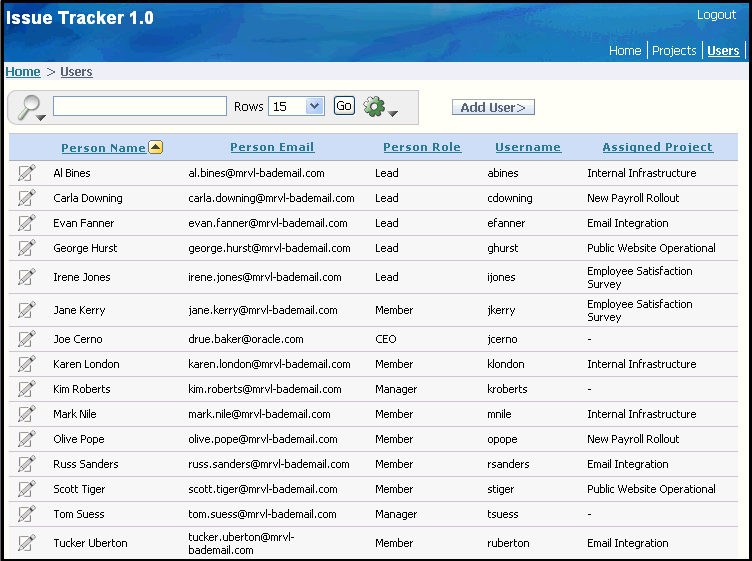 Issue Tracker 1.0
Logout
Home Projects Users
Home > Users
Rows 15 Go Add User>
Person Name Person Email Person Role Username Assigned Project
Al Bines al.bines@mrvl-bademail.com Lead abines Internal Infrastructure
Carla Downing carla.downing@mrvl-bademail.com Lead cdowning New Payroll Rollout
Evan Fanner evan.fanner@mrvl-bademail.com Lead efanner Email Integration
George Hurst george.hurst@mrvl-bademail.com Lead ghurst Public Website Operational
Irene Jones irene.jones@mrvl-bademail.com Lead ijones Employee Satisfaction
Survey
Jane Kerry jane.kerry@mrvl-bademail.com Member jkerry Employee Satisfaction
Survey
Joe Cerno drue.baker@oracle.com CEO jcerno -
Karen London karen.london@mrvl-bademail.com Member klondon Internal Infrastructure
Kim Roberts kim.roberts@mrvl-bademail.com Manager kroberts -
Mark Nile mark.nile@mrvl-bademail.com Member mnile Internal Infrastructure
Olive Pope olive.pope@mrvl-bademail.com Member opope New Payroll Rollout
Russ Sanders russ.sanders@mrvl-bademail.com Member rsanders Email Integration
Scott Tiger scott.tiger@mrvl-bademail.com Member stiger Public Website Operational
Tom Suess tom.suess@mrvl-bademail.com Manager tsuess -
Tucker Uberton tucker.uberton@mrvl-
bademail.com Member ruberton Email Integration